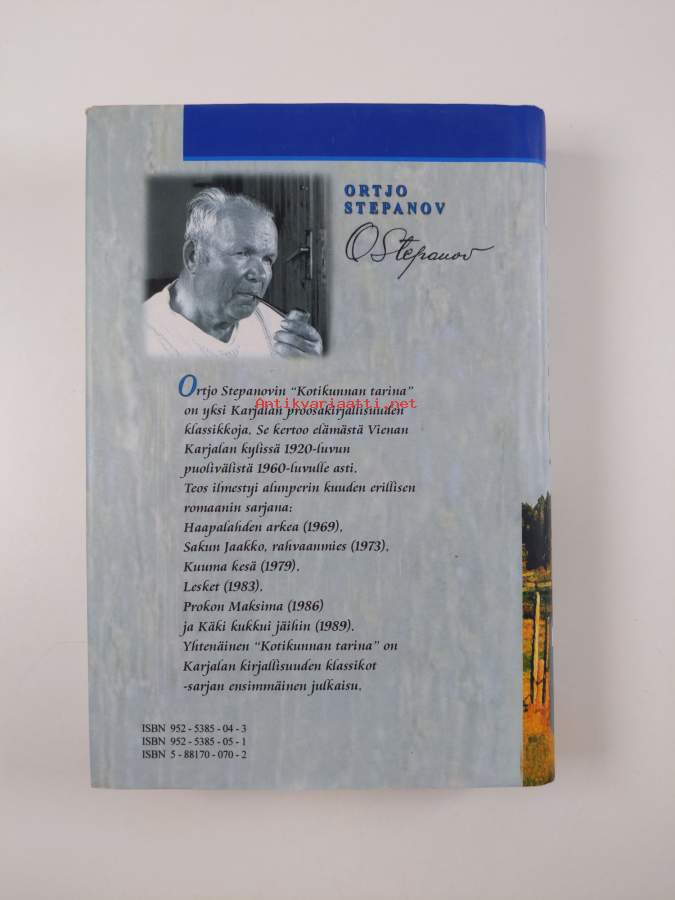 ORTJO
STEPANOV
OStepanov
Ortjo Stepanovin "Kotikunnan tarina"
Antikvariaatti.net
on yksi Karjalan proosakirjallisuuden
klassikkoja. Se kertoo elämästä Vienan
Karjalan kylissä 1920-luvun
puolivälistä 1960-luvulle asti.
Teos ilmestyi alunperin kuuden erillisen
romaanin sarjana:
Haapalahden arkea (1969),
Sakun Jaakko, rahvaanmies (1973),
Kuuma kesä (1979),
Lesket (1983),
Prokon Maksima (1986)
ja Käki kukkui jäihin (1989).
Yhtenäinen "Kotikunnan tarina" on
Karjalan kirjallisuuden klassikot
-sarjan ensimmäinen julkaisu.
ISBN 952 - 5385 - 04 - 3
ISBN 952 - 5385 - 05 - 1
ISBN 5 - 88170 - 070 - 2